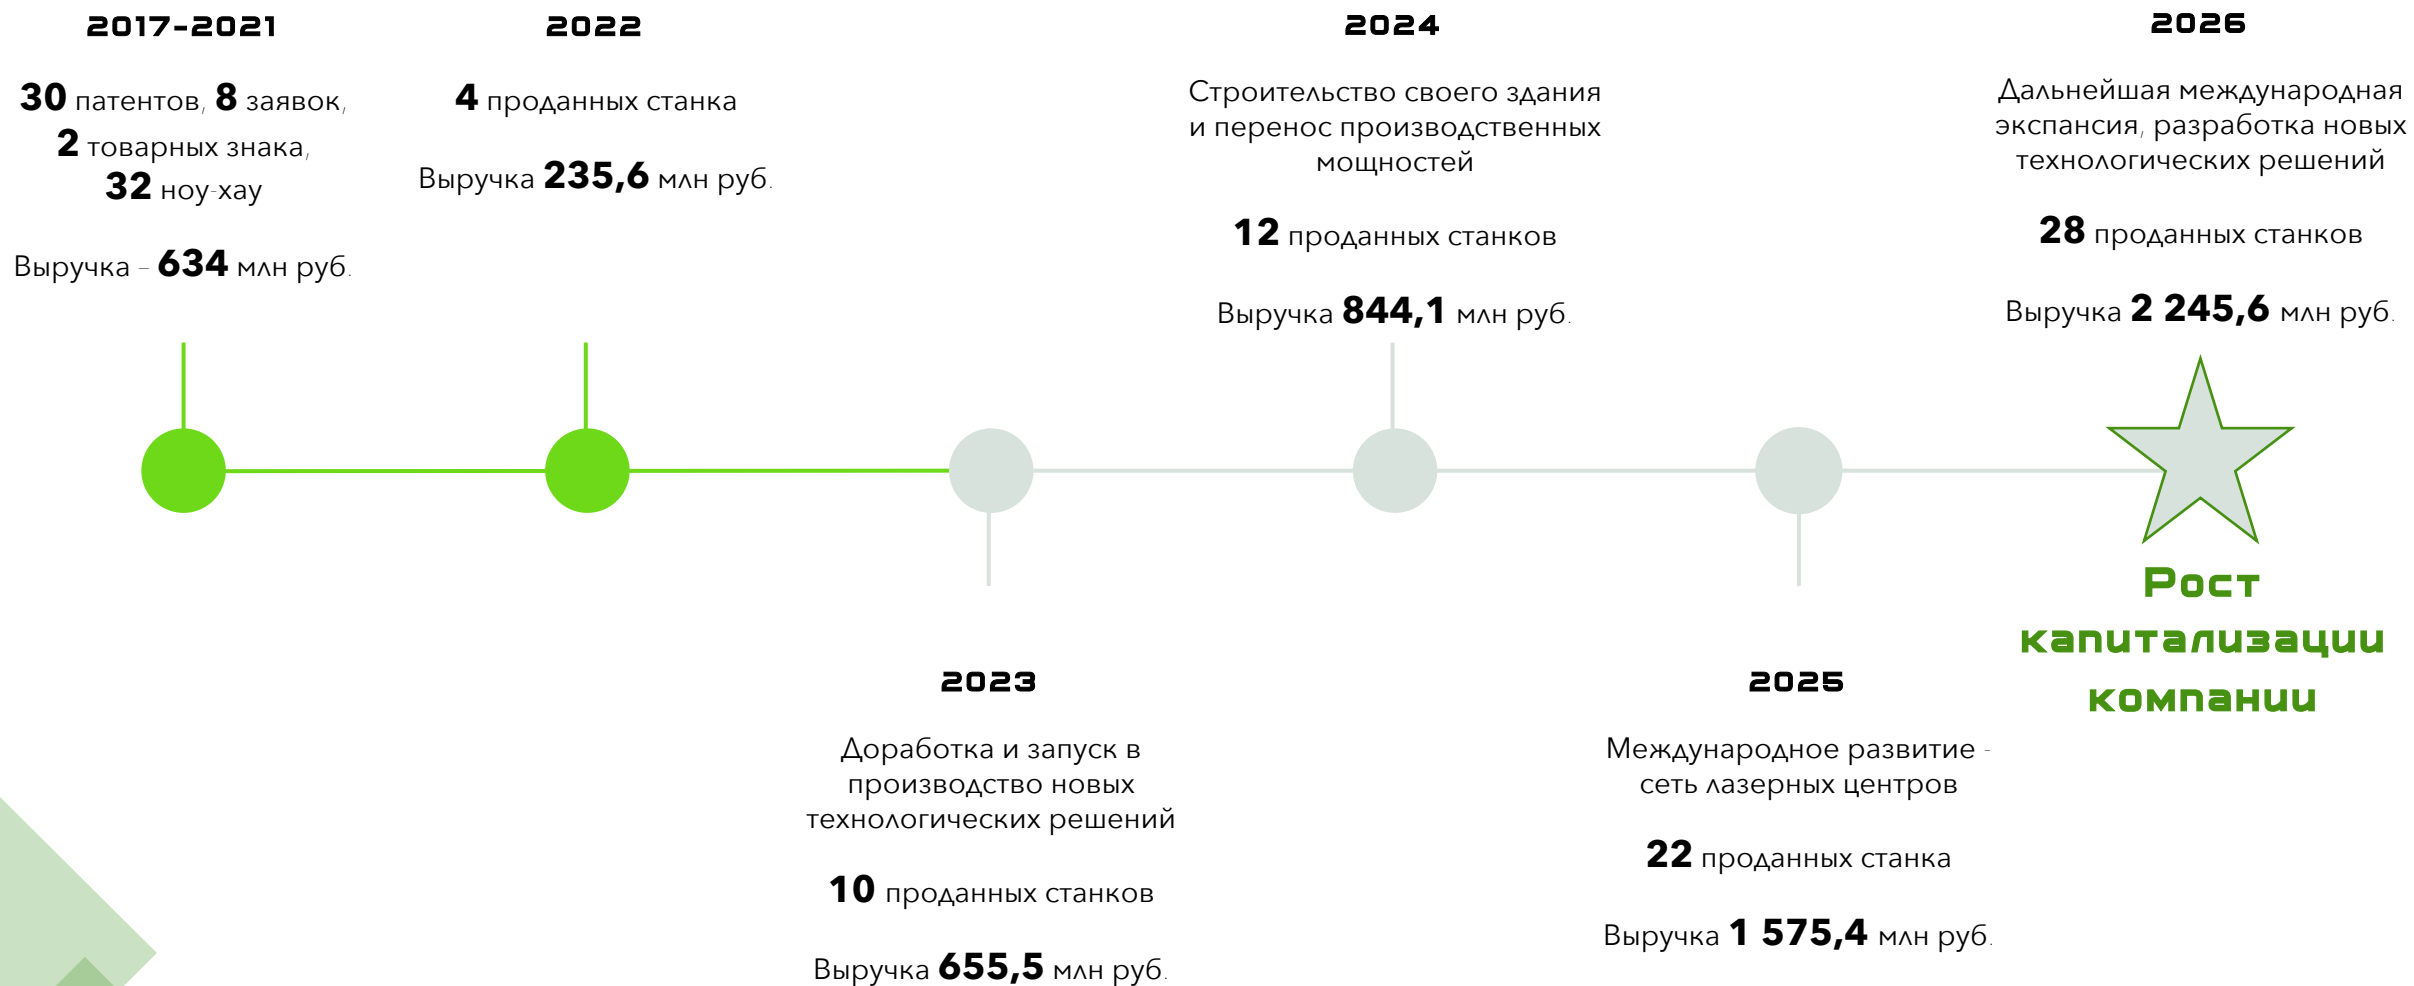 2017-2021
30 патентов, 8 заявок,
2 товарных знака,
32 ноу-хау
Выручка – 634 млн руб.
2022
4 проданных станка
Выручка 235,6 млн руб.
2023
Доработка и запуск в
производство новых
технологических решений
10 проданных станков
Выручка 655,5 млн руб.
2024
Строительство своего здания
и перенос производственных
мощностей
12 проданных станков
Выручка 844,1 млн руб.
2025
Международное развитие -
сеть лазерных центров
22 проданных станка
Выручка 1 575,4 млн руб.
2026
Дальнейшая международная
экспансия, разработка новых
технологических решений
28 проданных станков
Выручка 2 245,6 млн руб.
Рост
капитализации
компании